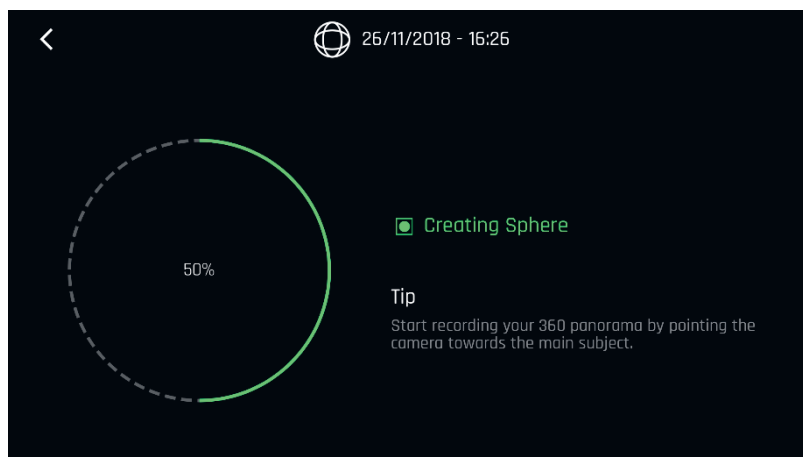 26/11/2018 - 16:26
50%
Creating Sphere
Tip
Start recording your 360 panorama by pointing the
camera towards the main subject.